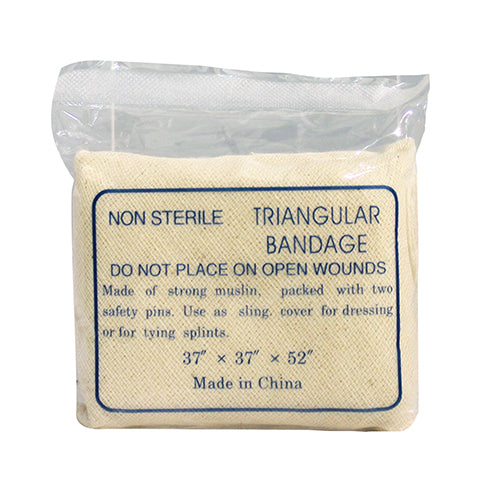 NON STERILE TRIANGULAR
BANDAGE
DO NOT PLACE ON OPEN WOUNDS
Made of strong muslin, packed with two
safety pins. Use as sling, cover for dressing
or for tying splints.
37″ × 37″ × 52″
Made in China